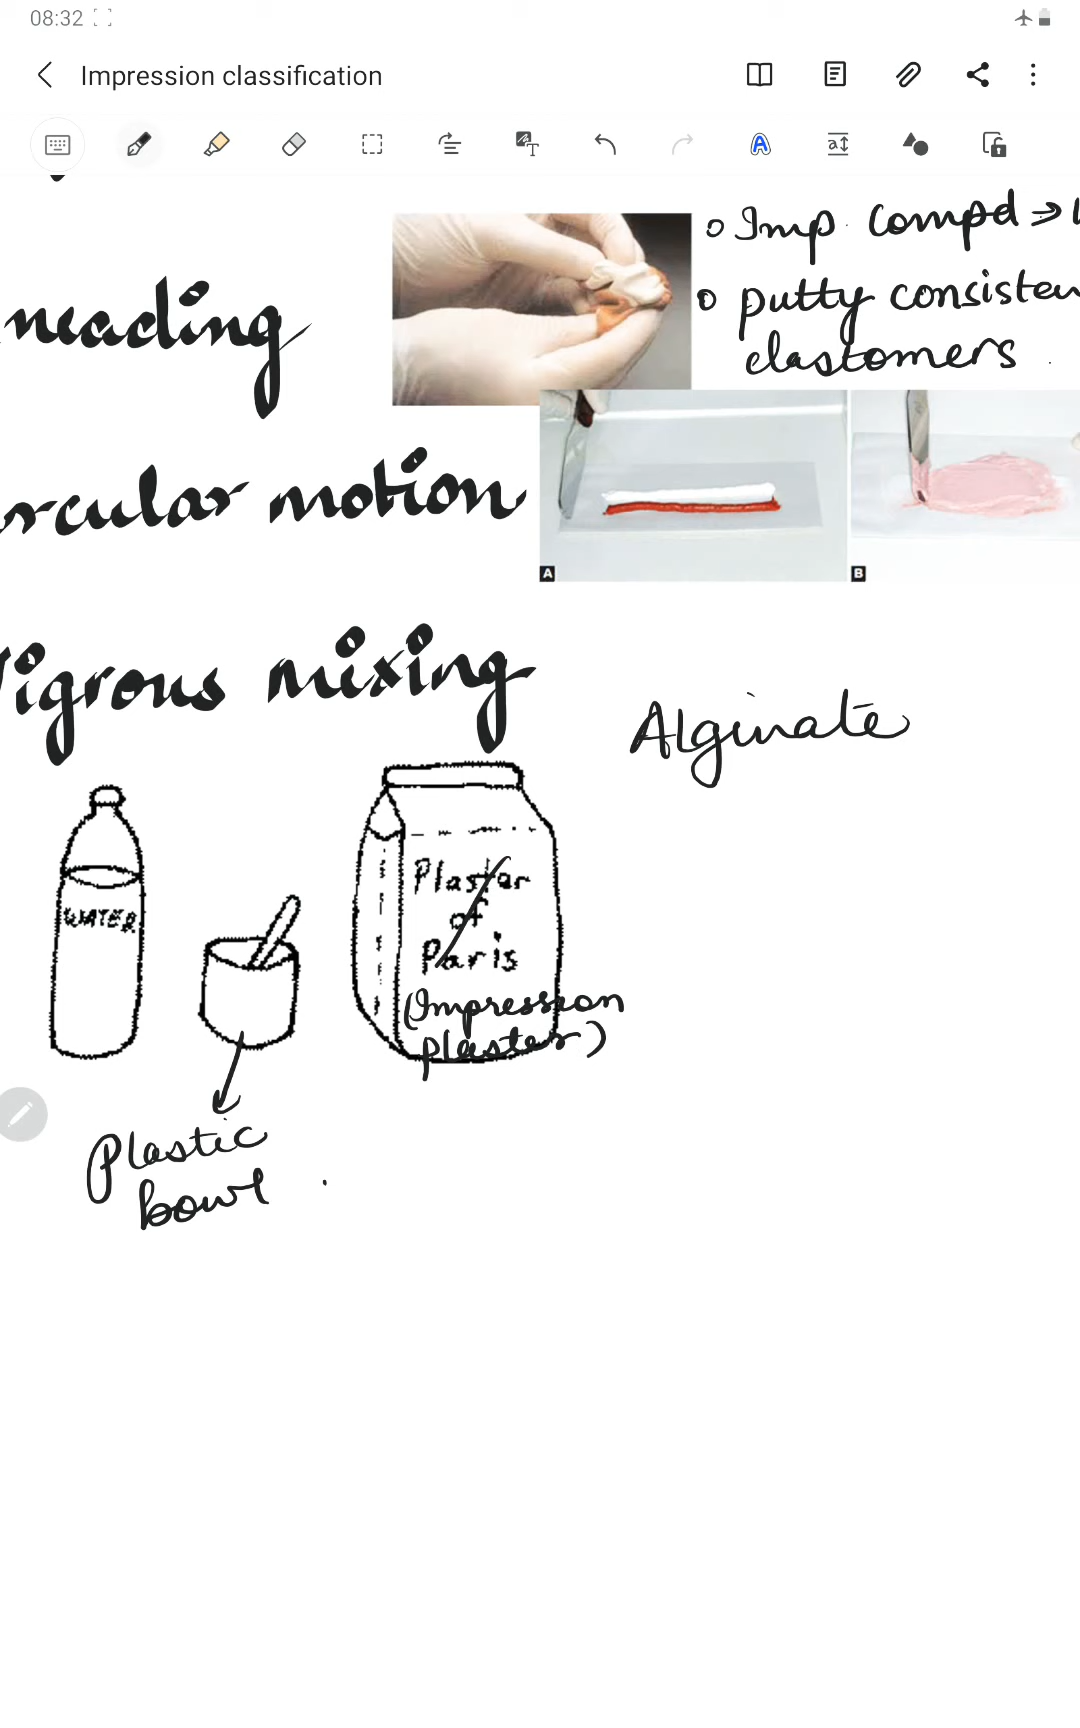 08:32
Impression classification
neading
Imp. Compd ⇒
putty consisten
elastomers
A
B
rcular motion
Vigrous mixing
Alginate
WATER
Plaster
of
Paris
(Impression
plaster)
Plastic
bowl